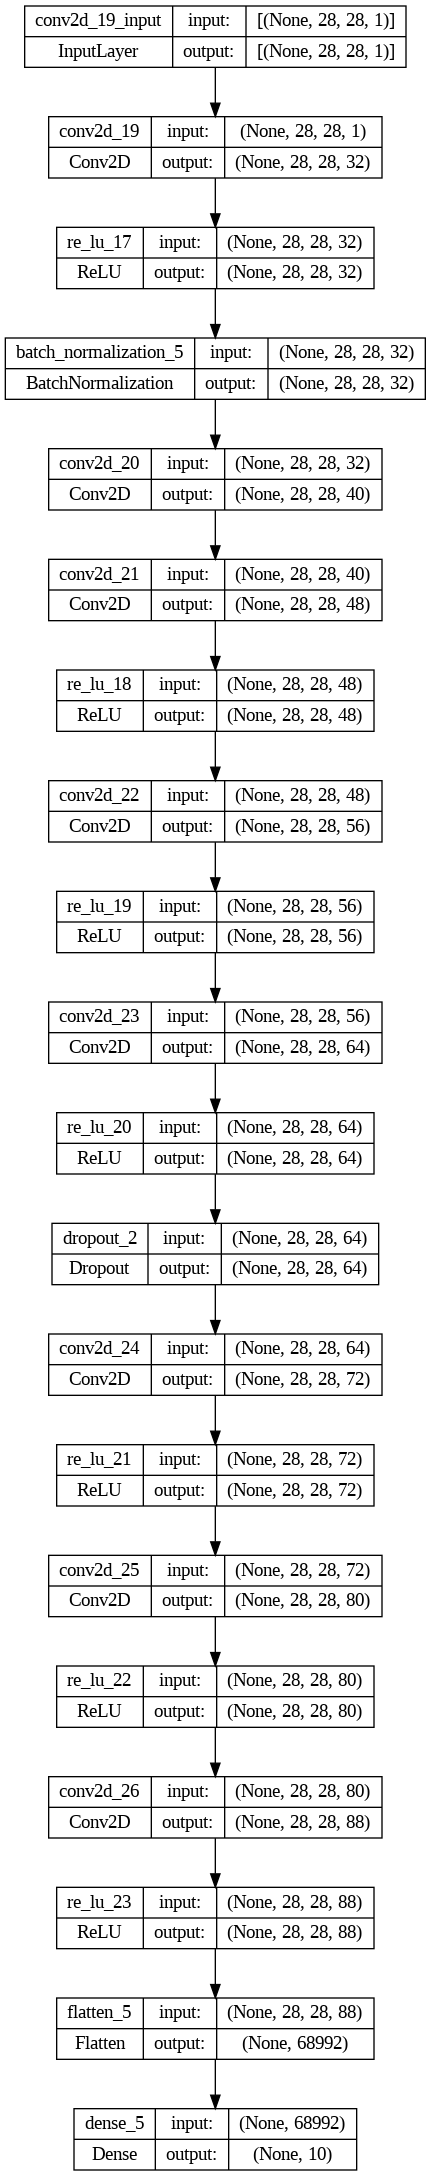 conv2d_19_input input: [(None, 28, 28, 1)]
InputLayer output: [(None, 28, 28, 1)]
conv2d_19 input: (None, 28, 28, 1)
Conv2D output: (None, 28, 28, 32)
re_lu_17 input: (None, 28, 28, 32)
ReLU output: (None, 28, 28, 32)
batch_normalization_5 input: (None, 28, 28, 32)
BatchNormalization output: (None, 28, 28, 32)
conv2d_20 input: (None, 28, 28, 32)
Conv2D output: (None, 28, 28, 40)
conv2d_21 input: (None, 28, 28, 40)
Conv2D output: (None, 28, 28, 48)
re_lu_18 input: (None, 28, 28, 48)
ReLU output: (None, 28, 28, 48)
conv2d_22 input: (None, 28, 28, 48)
Conv2D output: (None, 28, 28, 56)
re_lu_19 input: (None, 28, 28, 56)
ReLU output: (None, 28, 28, 56)
conv2d_23 input: (None, 28, 28, 56)
Conv2D output: (None, 28, 28, 64)
re_lu_20 input: (None, 28, 28, 64)
ReLU output: (None, 28, 28, 64)
dropout_2 input: (None, 28, 28, 64)
Dropout output: (None, 28, 28, 64)
conv2d_24 input: (None, 28, 28, 64)
Conv2D output: (None, 28, 28, 72)
re_lu_21 input: (None, 28, 28, 72)
ReLU output: (None, 28, 28, 72)
conv2d_25 input: (None, 28, 28, 72)
Conv2D output: (None, 28, 28, 80)
re_lu_22 input: (None, 28, 28, 80)
ReLU output: (None, 28, 28, 80)
conv2d_26 input: (None, 28, 28, 80)
Conv2D output: (None, 28, 28, 88)
re_lu_23 input: (None, 28, 28, 88)
ReLU output: (None, 28, 28, 88)
flatten_5 input: (None, 28, 28, 88)
Flatten output: (None, 68992)
dense_5 input: (None, 68992)
Dense output: (None, 10)